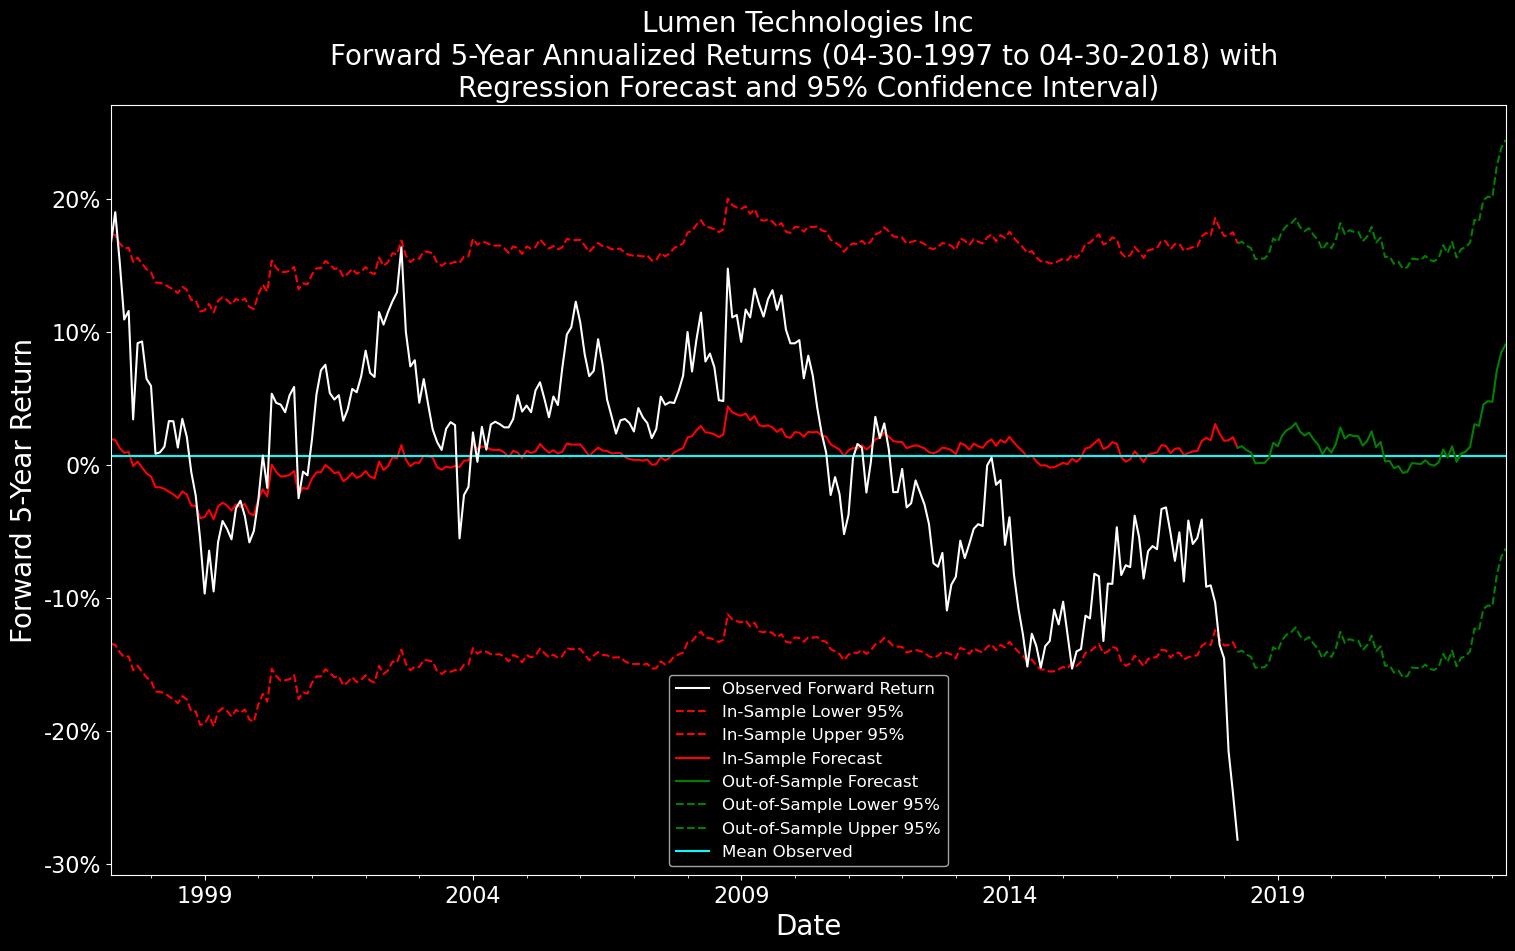 Lumen Technologies Inc
Forward 5-Year Annualized Returns (04-30-1997 to 04-30-2018) with
Regression Forecast and 95% Confidence Interval)
Forward 5-Year Return
20%
10%
0%
-10%
-20%
-30%
Observed Forward Return
In-Sample Lower 95%
In-Sample Upper 95%
In-Sample Forecast
Out-of-Sample Forecast
Out-of-Sample Lower 95%
Out-of-Sample Upper 95%
Mean Observed
1999 2004 2009 2014 2019
Date